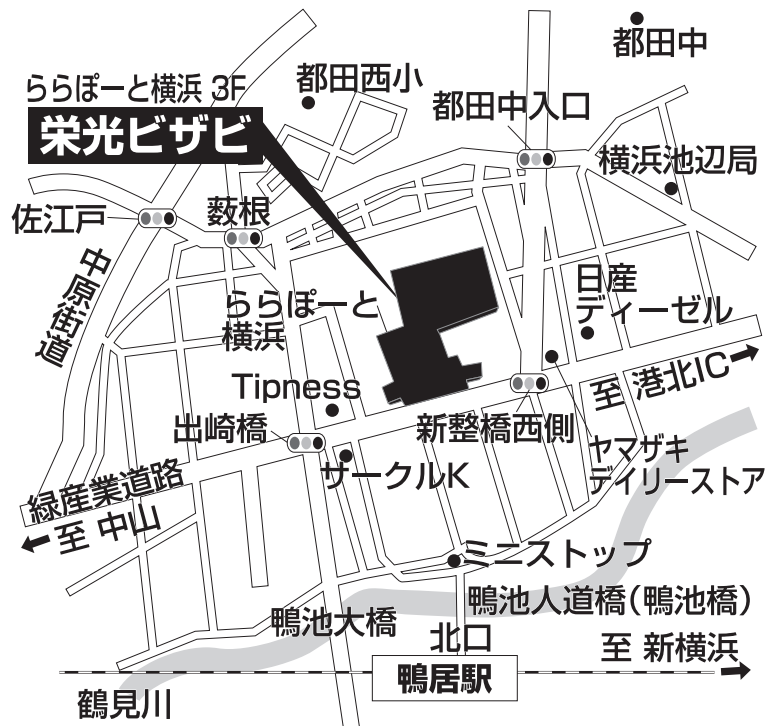 都田中
都田西小
ららぽーと横浜 3F
栄光ビザビ
都田中入口
横浜池辺局
佐江戸
薮根
中原街道
日産
ディーゼル
ららぽーと
横浜
至 港北IC
Tipness
出崎橋
新整橋西側
ヤマザキ
デイリーストア
サークルK
緑産業道路
至 中山
ミニストップ
鴨池人道橋(鴨池橋)
鴨池大橋
北口
至 新横浜
鴨居駅
鶴見川